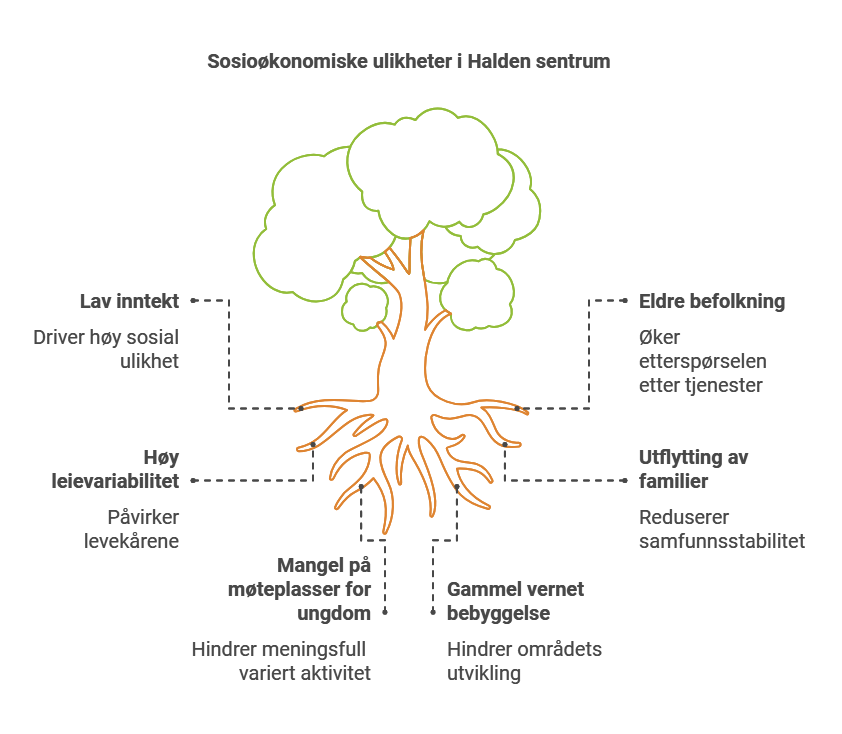 Sosioøkonomiske ulikheter i Halden sentrum
Lav inntekt
Driver høy sosial
ulikhet
Eldre befolkning
Øker
etterspørselen
etter tjenester
Høy
leievariabilitet
Påvirker
levekårene
Utflytting av
familier
Reduserer
samfunnsstabilitet
Mangel på
møteplasser for
ungdom
Hindrer meningsfull
variert aktivitet
Gammel vernet
bebyggelse
Hindrer områdets
utvikling